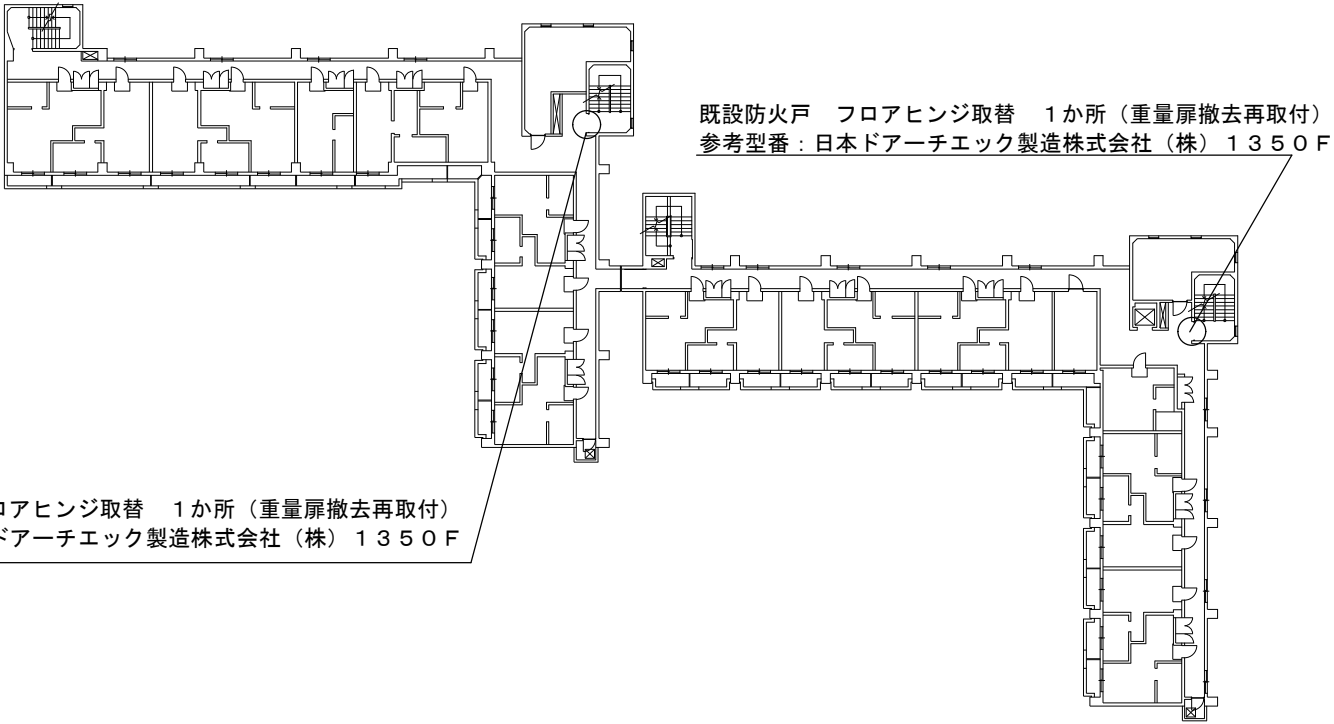 既設防火戸　フロアヒンジ取替　１か所（重量扉撤去再取付）
参考型番：日本ドアーチエック製造株式会社（株）１３５０Ｆ
ロアヒンジ取替　１か所（重量扉撤去再取付）
ドアーチエック製造株式会社（株）１３５０Ｆ